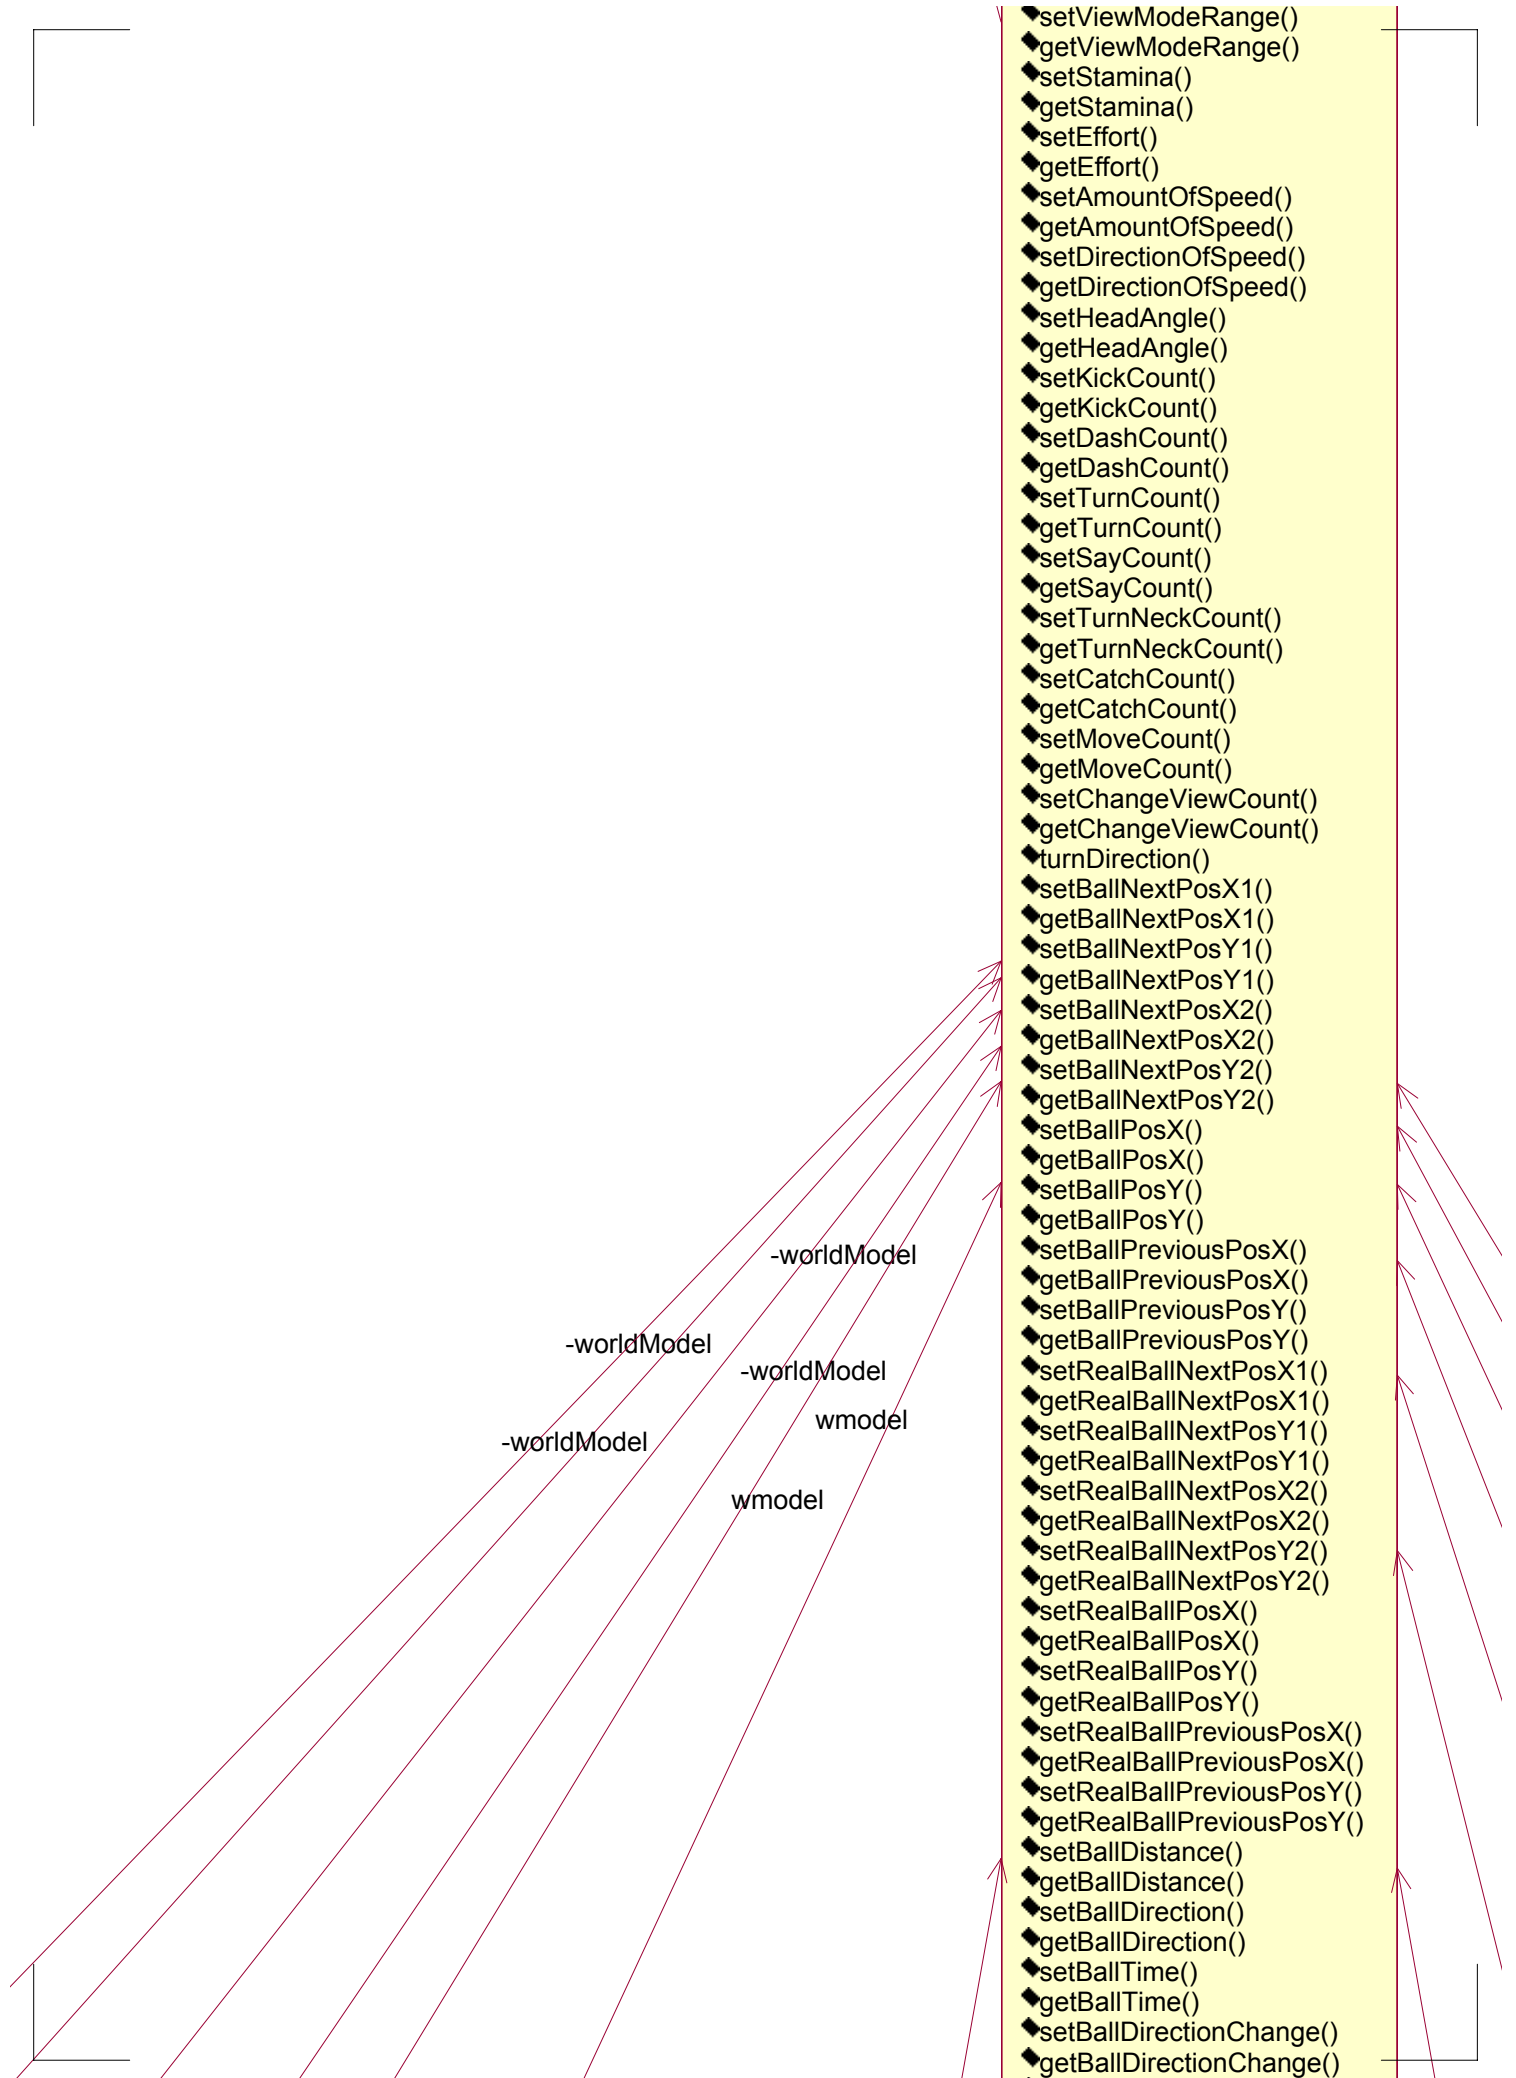 setViewModeRange()
getViewModeRange()
setStamina()
getStamina()
setEffort()
getEffort()
setAmountOfSpeed()
getAmountOfSpeed()
setDirectionOfSpeed()
getDirectionOfSpeed()
setHeadAngle()
getHeadAngle()
setKickCount()
getKickCount()
setDashCount()
getDashCount()
setTurnCount()
getTurnCount()
setSayCount()
getSayCount()
setTurnNeckCount()
getTurnNeckCount()
setCatchCount()
getCatchCount()
setMoveCount()
getMoveCount()
setChangeViewCount()
getChangeViewCount()
turnDirection()
setBallNextPosX1()
getBallNextPosX1()
setBallNextPosY1()
getBallNextPosY1()
setBallNextPosX2()
getBallNextPosX2()
setBallNextPosY2()
getBallNextPosY2()
setBallPosX()
getBallPosX()
setBallPosY()
getBallPosY()
setBallPreviousPosX()
getBallPreviousPosX()
setBallPreviousPosY()
getBallPreviousPosY()
setRealBallNextPosX1()
getRealBallNextPosX1()
setRealBallNextPosY1()
getRealBallNextPosY1()
setRealBallNextPosX2()
getRealBallNextPosX2()
setRealBallNextPosY2()
getRealBallNextPosY2()
setRealBallPosX()
getRealBallPosX()
setRealBallPosY()
getRealBallPosY()
setRealBallPreviousPosX()
getRealBallPreviousPosX()
setRealBallPreviousPosY()
getRealBallPreviousPosY()
setBallDistance()
getBallDistance()
setBallDirection()
getBallDirection()
setBallTime()
getBallTime()
setBallDirectionChange()
getBallDirectionChange()
-worldModel
-worldModel
-worldModel
wmodel
-worldModel
wmodel